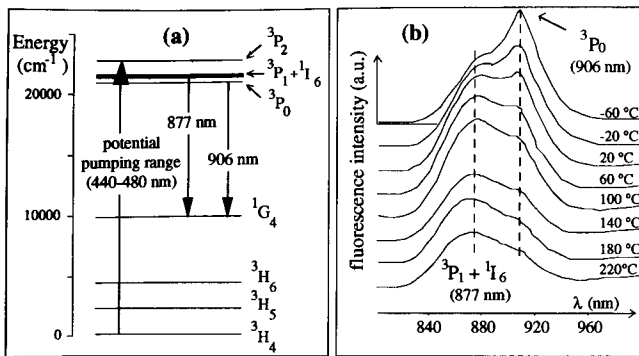 (a)
Energy
(cm⁻¹)
20000
10000
0
³P₂
³P₁ + ¹I₆
³P₀
877 nm
906 nm
potential
pumping range
(440-480 nm)
¹G₄
³H₆
³H₅
³H₄
(b)
fluorescence intensity (a.u.)
³P₀
(906 nm)
-60 °C
-20 °C
20 °C
60 °C
100 °C
140 °C
180 °C
220°C
³P₁ + ¹I₆
(877 nm)
λ (nm)
840 880 920 960